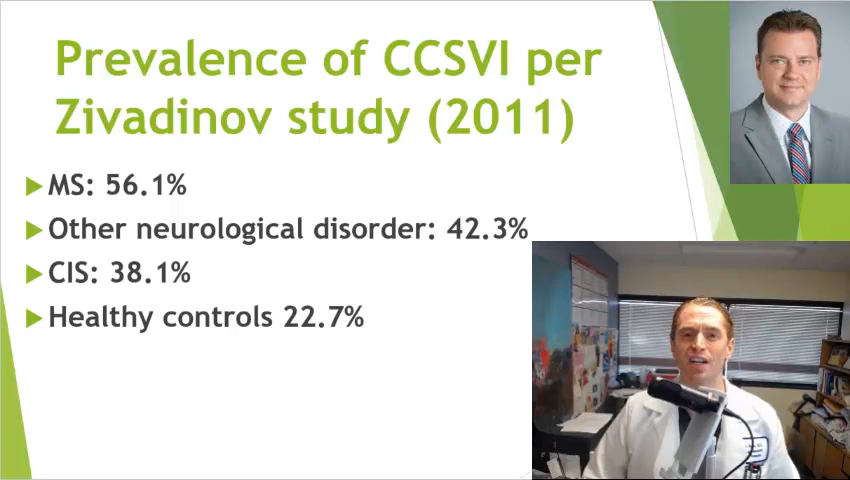 Prevalence of CCSVI per
Zivadinov study (2011)
MS: 56.1%
Other neurological disorder: 42.3%
CIS: 38.1%
Healthy controls 22.7%